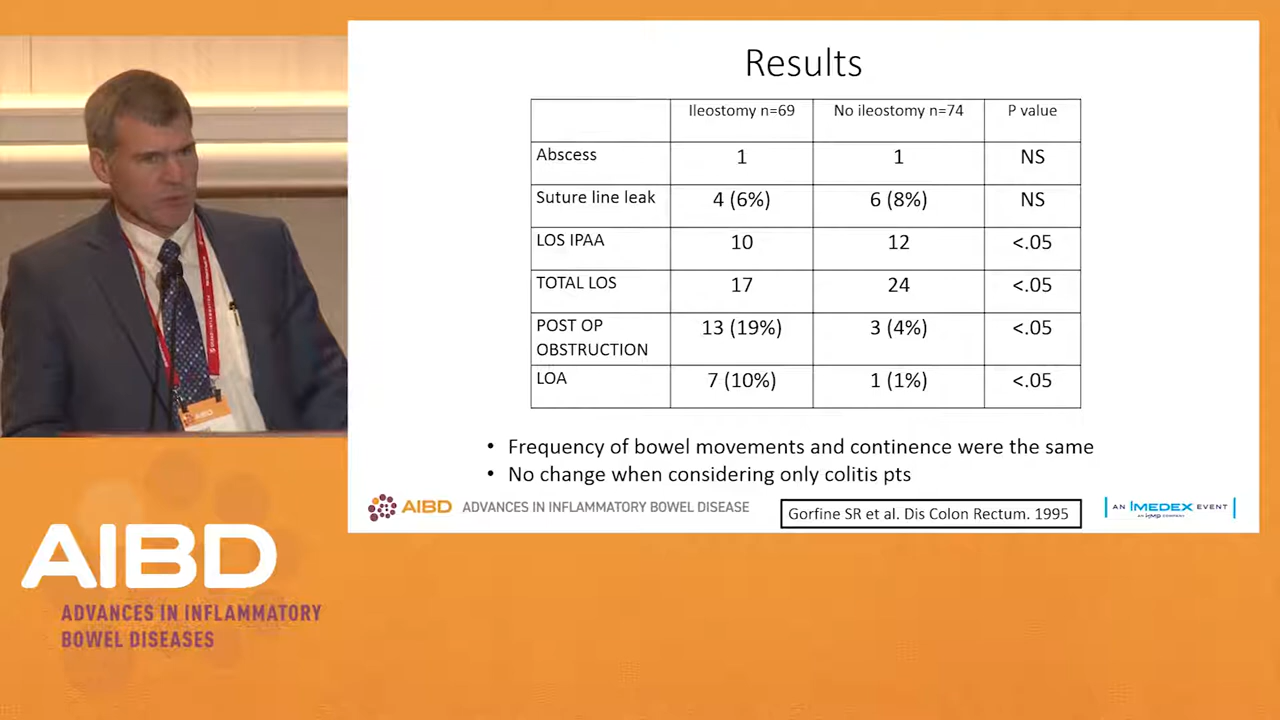 Results
Ileostomy n=69 No ileostomy n=74 P value
Abscess 1 1 NS
Suture line leak 4 (6%) 6 (8%) NS
LOS IPAA 10 12 <.05
TOTAL LOS 17 24 <.05
POST OP OBSTRUCTION 13 (19%) 3 (4%) <.05
LOA 7 (10%) 1 (1%) <.05
• Frequency of bowel movements and continence were the same
• No change when considering only colitis pts
AIBD ADVANCES IN INFLAMMATORY BOWEL DISEASE
Gorfine SR et al. Dis Colon Rectum. 1995
AN IMEDEX EVENT
AIBD
AIBD
ADVANCES IN INFLAMMATORY
BOWEL DISEASES